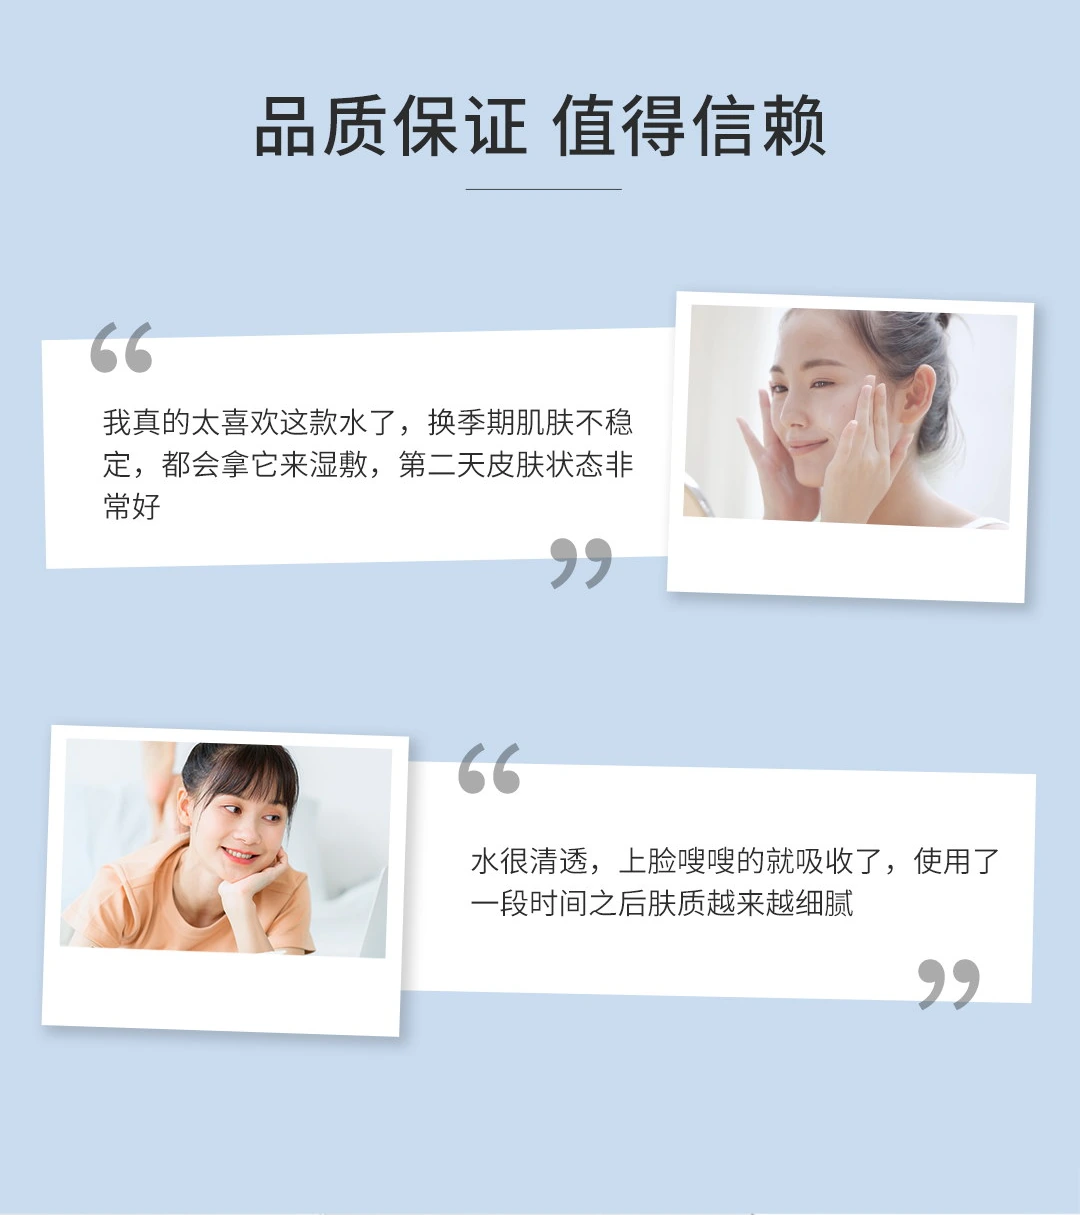 品质保证 值得信赖
“
我真的太喜欢这款水了，换季期肌肤不稳
定，都会拿它来湿敷，第二天皮肤状态非
常好
”
“
水很清透，上脸嗖嗖的就吸收了，使用了
一段时间之后肤质越来越细腻
”